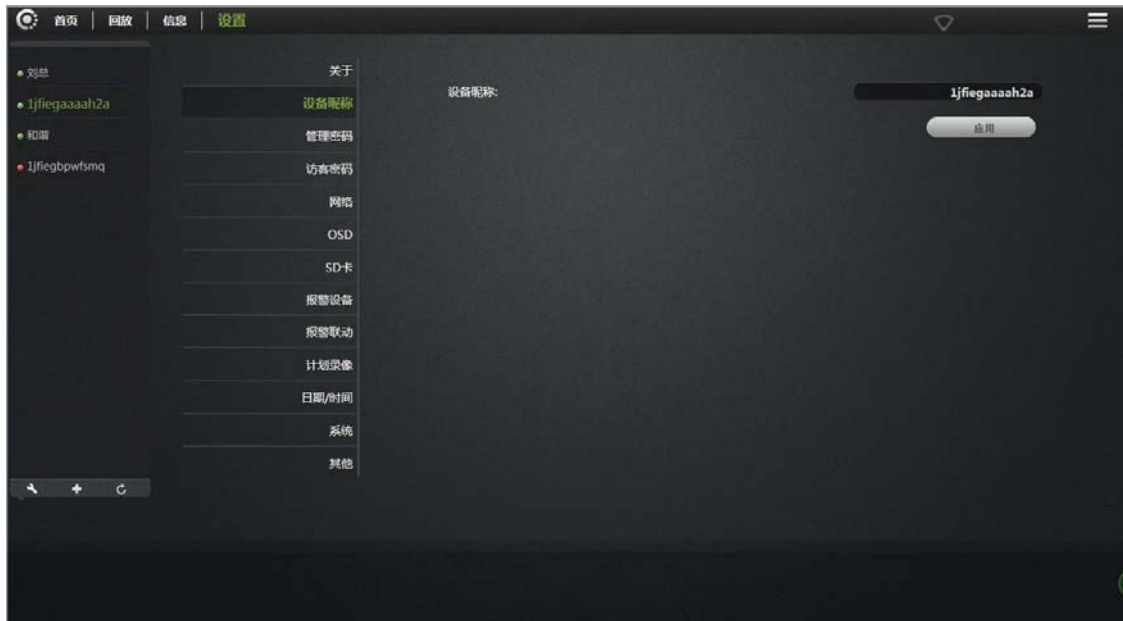 首页 回放 信息 设置
刘总
1jfiegaaaah2a
和谐
1jfiegbpwfsmq
关于
设备昵称
管理密码
访客密码
网络
OSD
SD卡
报警设备
报警联动
计划录像
日期/时间
系统
其他
设备昵称:
1jfiegaaaah2a
应用